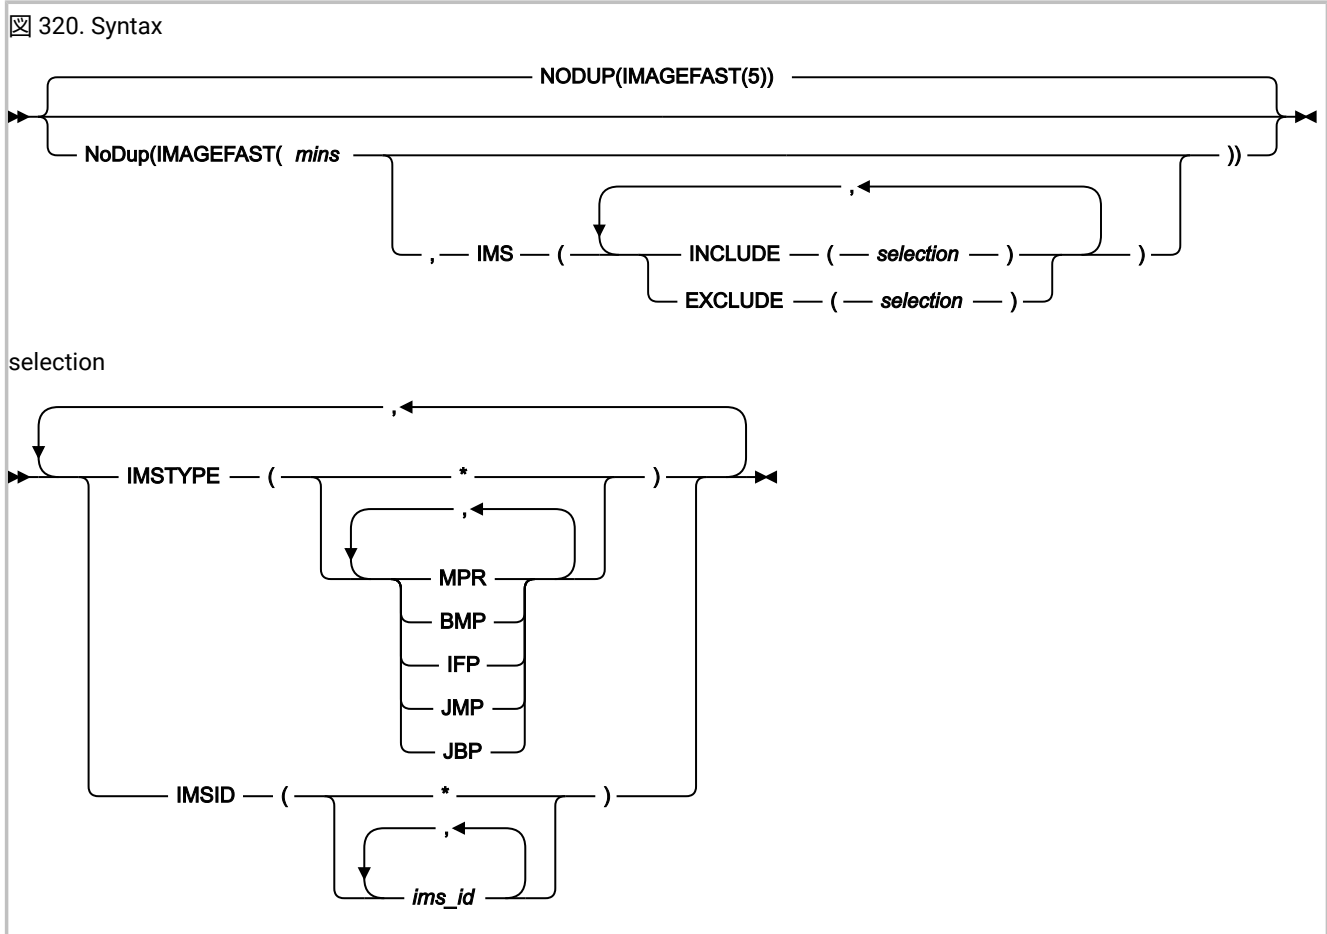 図 320. Syntax
NODUP(IMAGEFAST(5))
NoDup(IMAGEFAST( mins ))
,
, IMS ( INCLUDE ( selection ) )
EXCLUDE ( selection )
selection
,
IMSTYPE ( * )
,
MPR
BMP
IFP
JMP
JBP
IMSID ( * )
,
ims_id